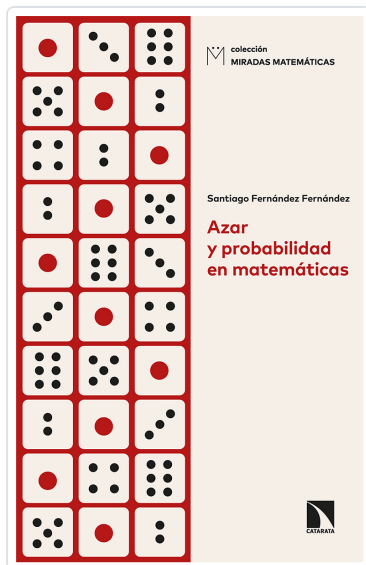 colección
MIRADAS MATEMÁTICAS
Santiago Fernández Fernández
Azar
y probabilidad
en matemáticas
CATARATA